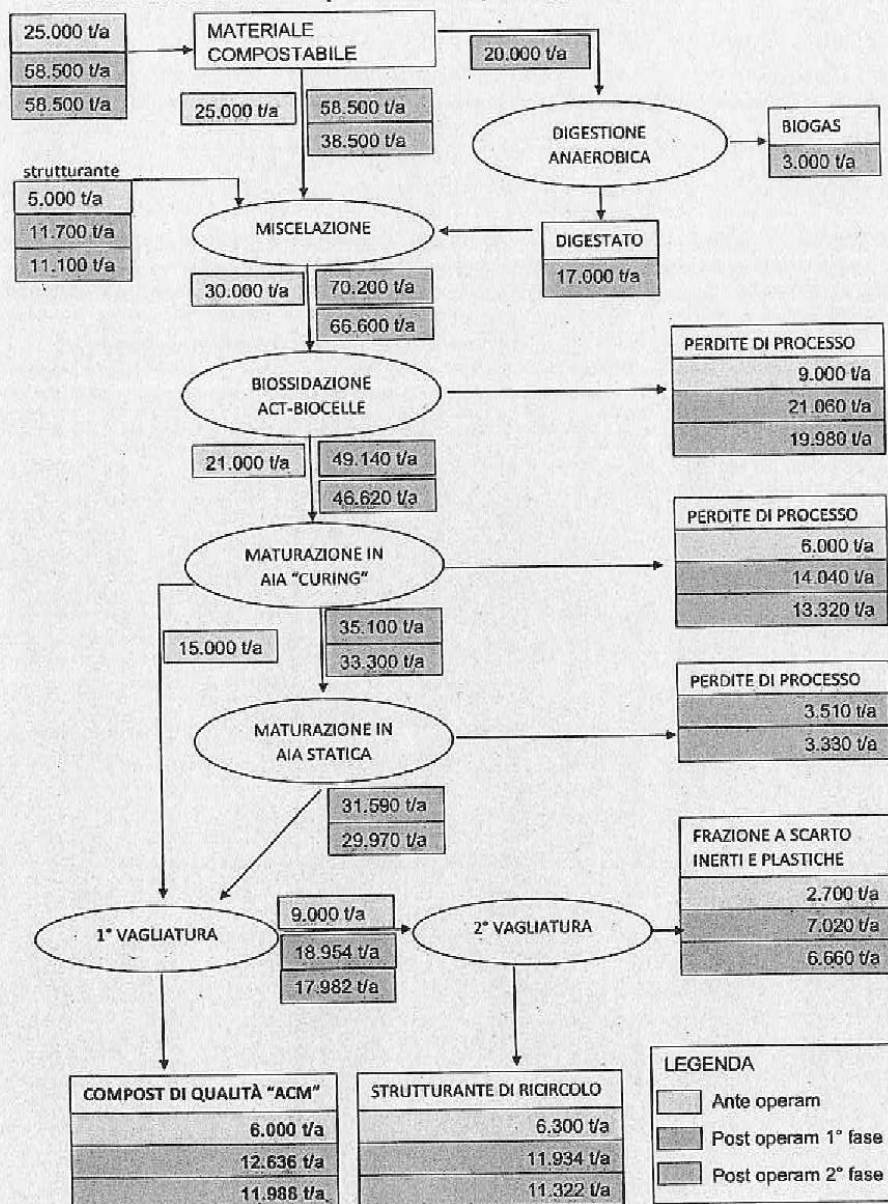 25.000 t/a
58.500 t/a
58.500 t/a
MATERIALE
COMPOSTABILE
20.000 t/a
25.000 t/a
58.500 t/a
38.500 t/a
DIGESTIONE
ANAEROBICA
BIOGAS
3.000 t/a
strutturante
5.000 t/a
11.700 t/a
11.100 t/a
MISCELAZIONE
DIGESTATO
17.000 t/a
30.000 t/a
70.200 t/a
66.600 t/a
BIOSSIDAZIONE
ACT-BIOCELLE
PERDITE DI PROCESSO
9.000 t/a
21.060 t/a
19.980 t/a
21.000 t/a
49.140 t/a
46.620 t/a
MATURAZIONE IN
AIA "CURING"
PERDITE DI PROCESSO
6.000 t/a
14.040 t/a
13.320 t/a
15.000 t/a
35.100 t/a
33.300 t/a
MATURAZIONE IN
AIA STATICA
PERDITE DI PROCESSO
3.510 t/a
3.330 t/a
31.590 t/a
29.970 t/a
1° VAGLIATURA
9.000 t/a
18.954 t/a
17.982 t/a
2° VAGLIATURA
FRAZIONE A SCARTO
INERTI E PLASTICHE
2.700 t/a
7.020 t/a
6.660 t/a
COMPOST DI QUALITÀ "ACM"
6.000 t/a
12.636 t/a
11.988 t/a
STRUTTURANTE DI RICIRCOLO
6.300 t/a
11.934 t/a
11.322 t/a
LEGENDA
Ante operam
Post operam 1° fase
Post operam 2° fase